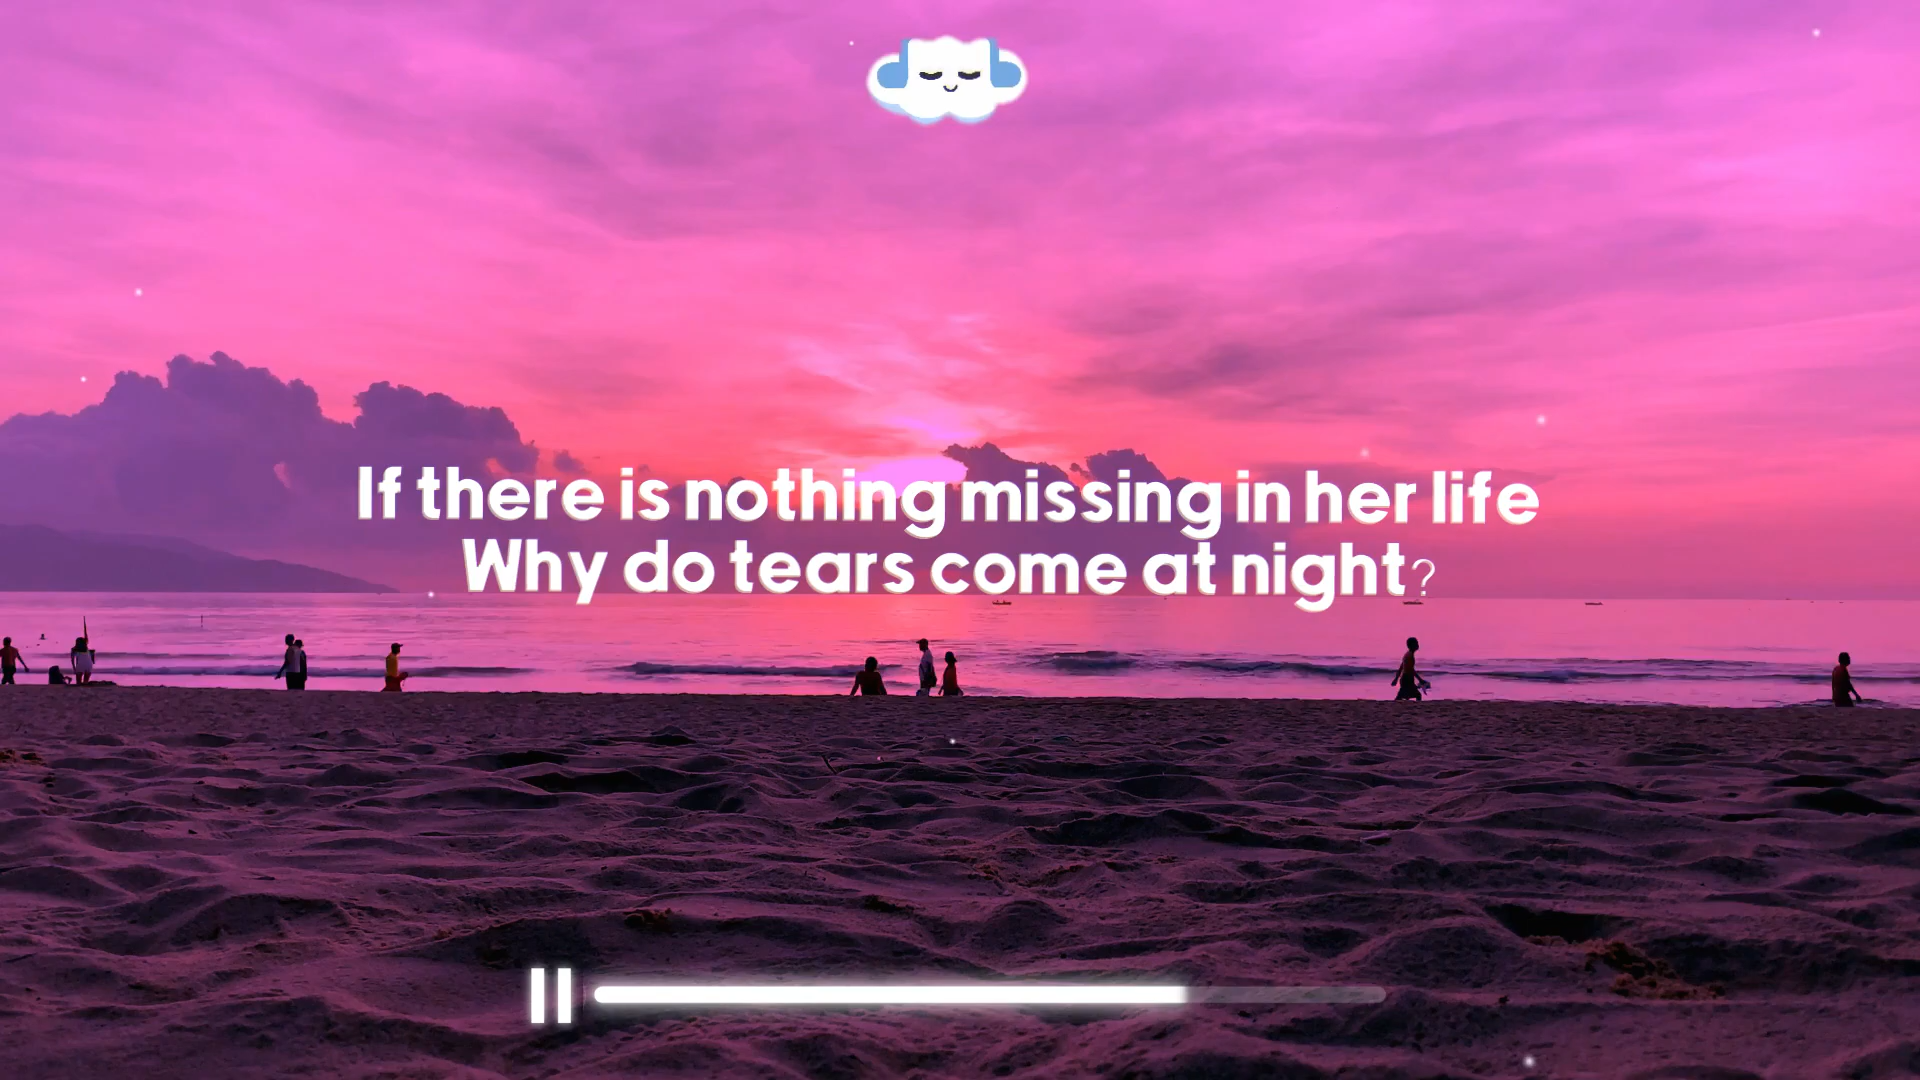 If there is nothing missing in her life
Why do tears come at night?